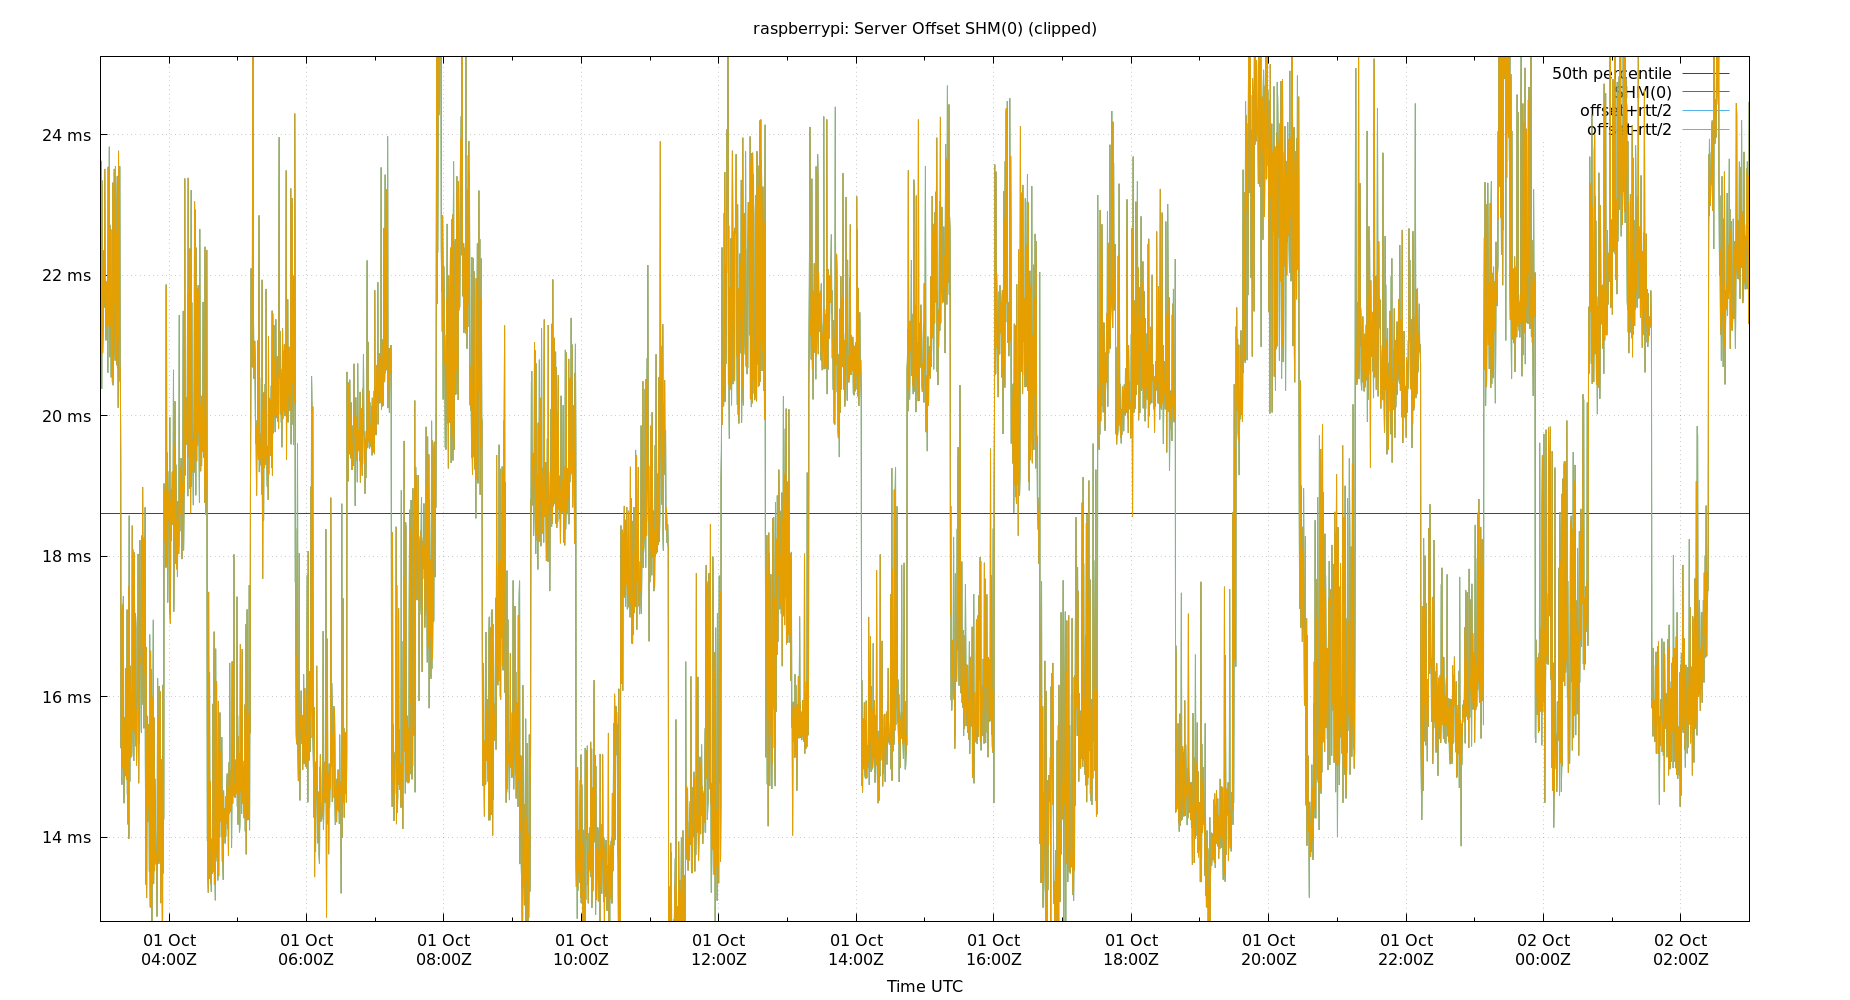 raspberrypi: Server Offset SHM(0) (clipped)
50th percentile
SHM(0)
offset+rtt/2
offset-rtt/2
24 ms
22 ms
20 ms
18 ms
16 ms
14 ms
01 Oct 01 Oct 01 Oct 01 Oct 01 Oct 01 Oct 01 Oct 01 Oct 01 Oct 01 Oct 02 Oct 02 Oct
04:00Z 06:00Z 08:00Z 10:00Z 12:00Z 14:00Z 16:00Z 18:00Z 20:00Z 22:00Z 00:00Z 02:00Z
Time UTC